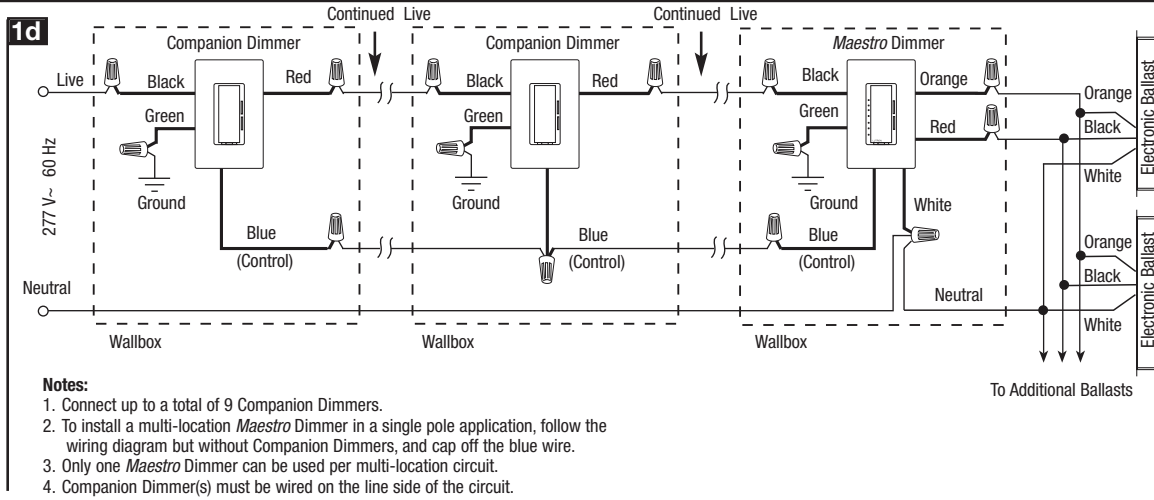 1d
Continued Live
Continued Live
Companion Dimmer
Companion Dimmer
Maestro Dimmer
Live
Black
Red
Black
Red
Black
Orange
Orange
Green
Green
Green
Red
Black
Electronic Ballast
277 V~ 60 Hz
White
Ground
Ground
Ground
White
Blue
(Control)
Blue
(Control)
Blue
(Control)
Orange
Black
Electronic Ballast
Neutral
Neutral
White
Wallbox
Wallbox
Wallbox
To Additional Ballasts
Notes:
1. Connect up to a total of 9 Companion Dimmers.
2. To install a multi-location Maestro Dimmer in a single pole application, follow the
wiring diagram but without Companion Dimmers, and cap off the blue wire.
3. Only one Maestro Dimmer can be used per multi-location circuit.
4. Companion Dimmer(s) must be wired on the line side of the circuit.